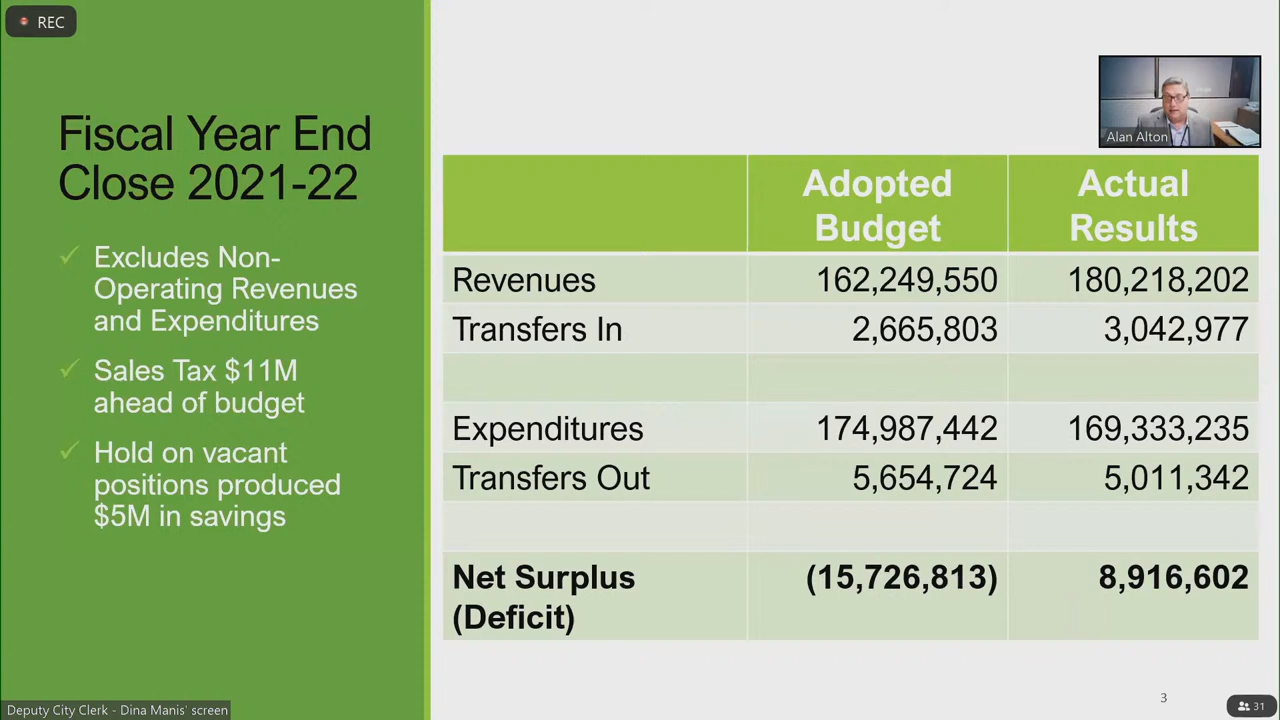 REC
Fiscal Year End
Close 2021-22
Excludes Non-
Operating Revenues
and Expenditures
Sales Tax $11M
ahead of budget
Hold on vacant
positions produced
$5M in savings
Alan Alton
Adopted Budget Actual Results
Revenues 162,249,550 180,218,202
Transfers In 2,665,803 3,042,977
Expenditures 174,987,442 169,333,235
Transfers Out 5,654,724 5,011,342
Net Surplus (15,726,813) 8,916,602
(Deficit)
3
Deputy City Clerk - Dina Manis' screen
31